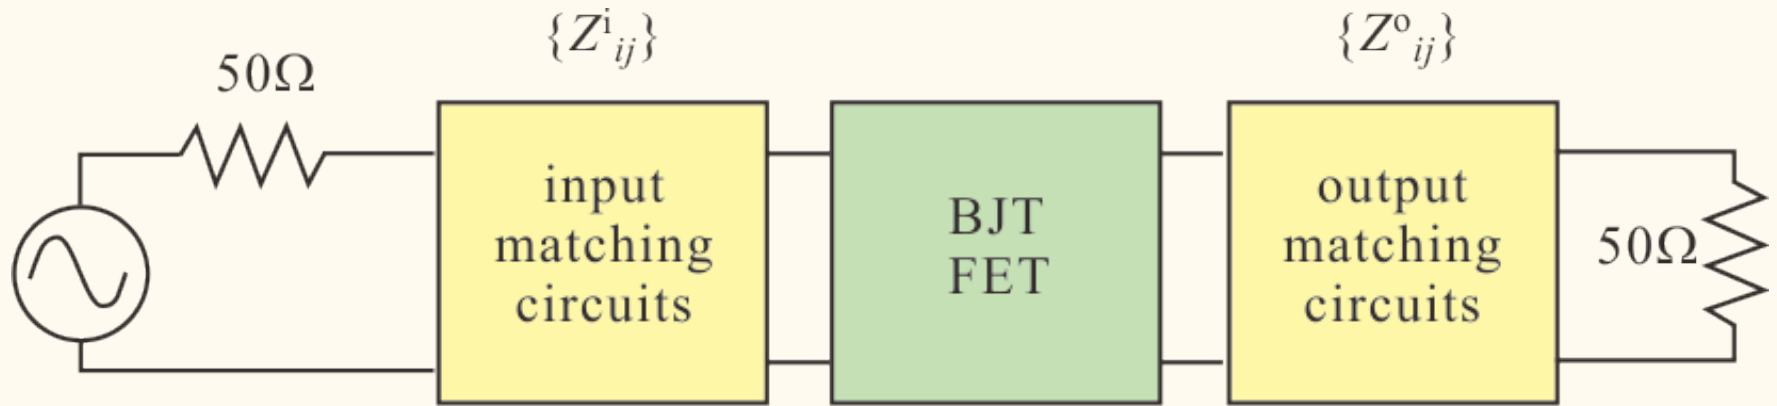 {Zⁱᵢⱼ}
{Zᵒᵢⱼ}
50Ω
input
matching
circuits
BJT
FET
output
matching
circuits
50Ω